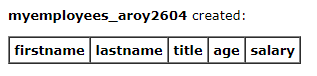 myemployees_aroy2604 created:
firstname lastname title age salary